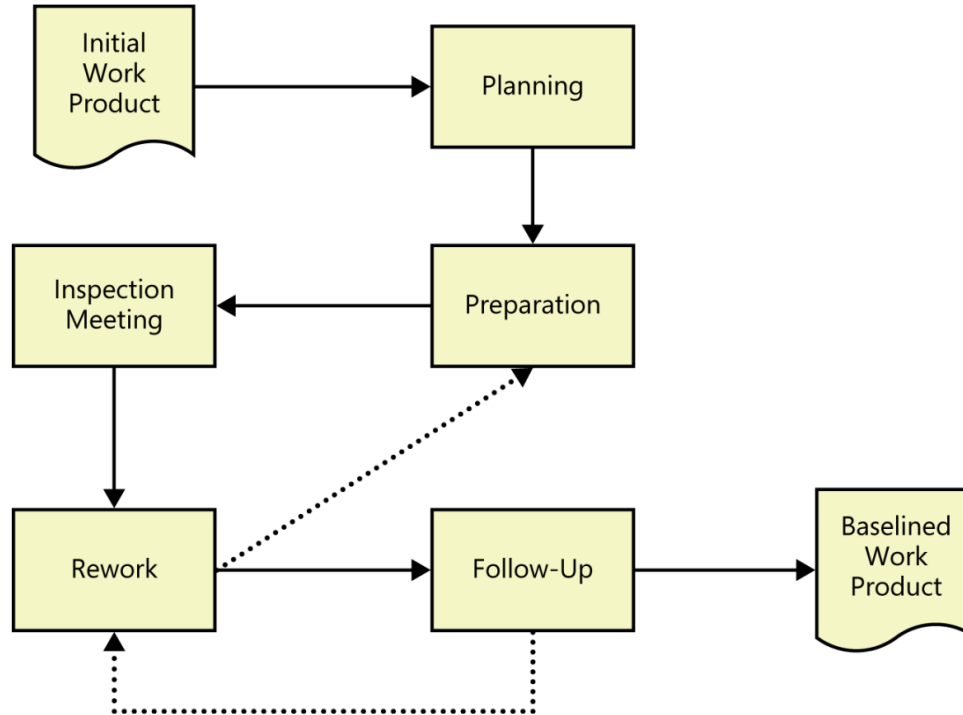 Initial
Work
Product
Planning
Inspection
Meeting
Preparation
Rework
Follow-Up
Baselined
Work
Product